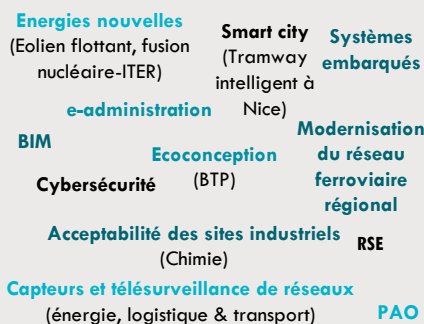 Energies nouvelles
(Eolien flottant, fusion
nucléaire-ITER)
Smart city
(Tramway
intelligent à
Nice)
Systèmes
embarqués
e-administration
BIM
Ecoconception
(BTP)
Modernisation
du réseau
ferroviaire
régional
Cybersécurité
Acceptabilité des sites industriels
(Chimie)
RSE
Capteurs et télésurveillance de réseaux
(énergie, logistique & transport)
PAO